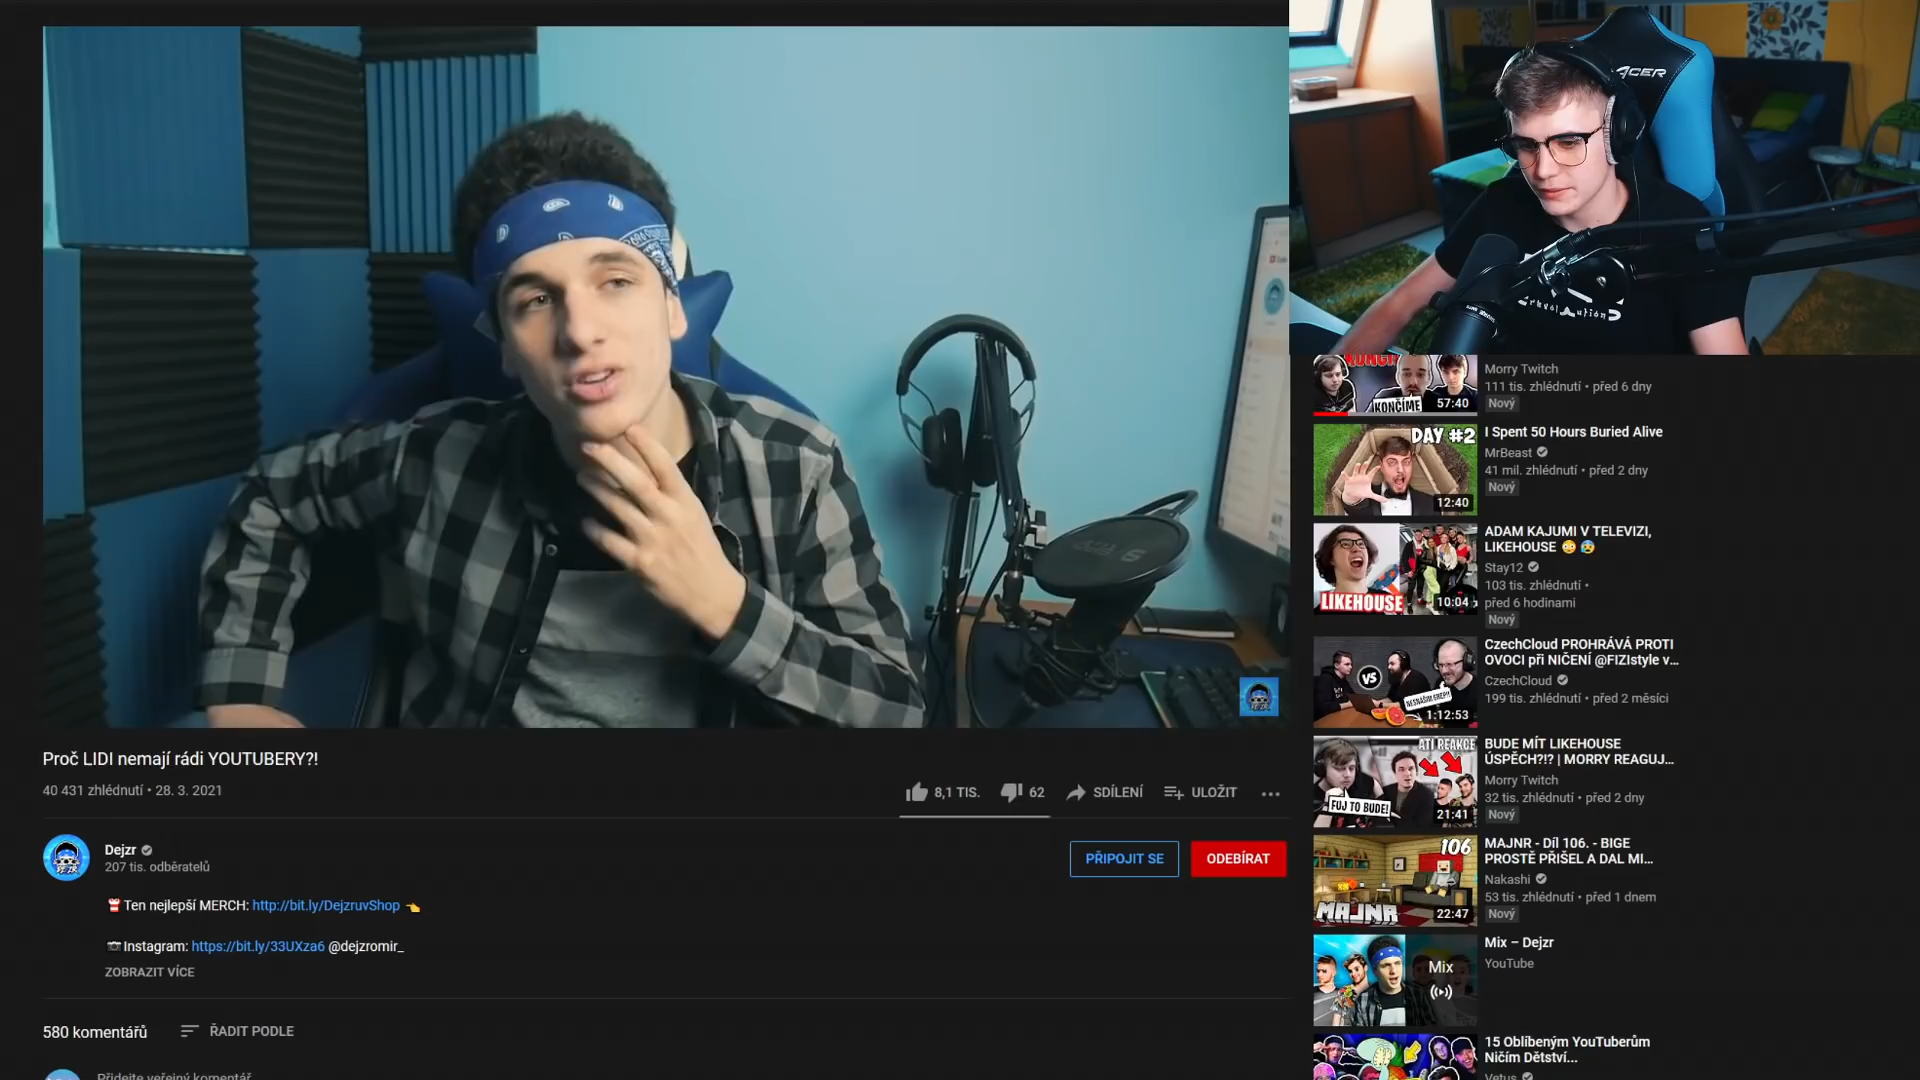 ACER
Proč LIDI nemají rádi YOUTUBERY?!
40 431 zhlédnutí • 28. 3. 2021
8,1 TIS.
62
SDÍLENÍ
ULOŽIT
Dejzr
207 tis. odběratelů
PŘIPOJIT SE
ODEBÍRAT
Ten nejlepší MERCH: http://bit.ly/DejzruvShop
Instagram: https://bit.ly/33UXza6 @dejzromir_
ZOBRAZIT VÍCE
580 komentářů
ŘADIT PODLE
Přidejte veřejný komentář
KONČÍME
57:40
Morry Twitch
111 tis. zhlédnutí • před 6 dny
Nový
DAY #2
12:40
I Spent 50 Hours Buried Alive
MrBeast
41 mil. zhlédnutí • před 2 dny
Nový
LIKEHOUSE
10:04
ADAM KAJUMI V TELEVIZI,
LIKEHOUSE 😳 😰
Stay12
103 tis. zhlédnutí •
před 6 hodinami
Nový
VS
NESNÁŠÍM EREP!!
1:12:53
CzechCloud PROHRÁVÁ PROTI
OVOCI při NIČENÍ @FIZIstyle v...
CzechCloud
199 tis. zhlédnutí • před 2 měsíci
ATI REAKCE
FUJ TO BUDE!
21:41
BUDE MÍT LIKEHOUSE
ÚSPĚCH?!? | MORRY REAGUJ...
Morry Twitch
32 tis. zhlédnutí • před 2 dny
Nový
106
MAJNR
22:47
MAJNR - Díl 106. - BIGE
PROSTĚ PŘIŠEL A DAL MI...
Nakashi
53 tis. zhlédnutí • před 1 dnem
Nový
Mix
Mix – Dejzr
YouTube
15 Oblíbeným YouTuberům
Ničím Dětství...
Vetus